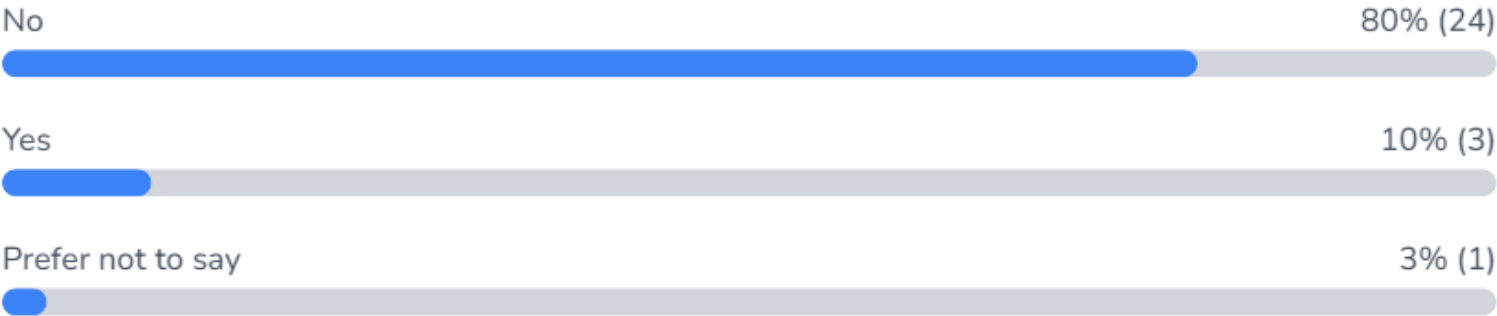 No 80% (24)
Yes 10% (3)
Prefer not to say 3% (1)